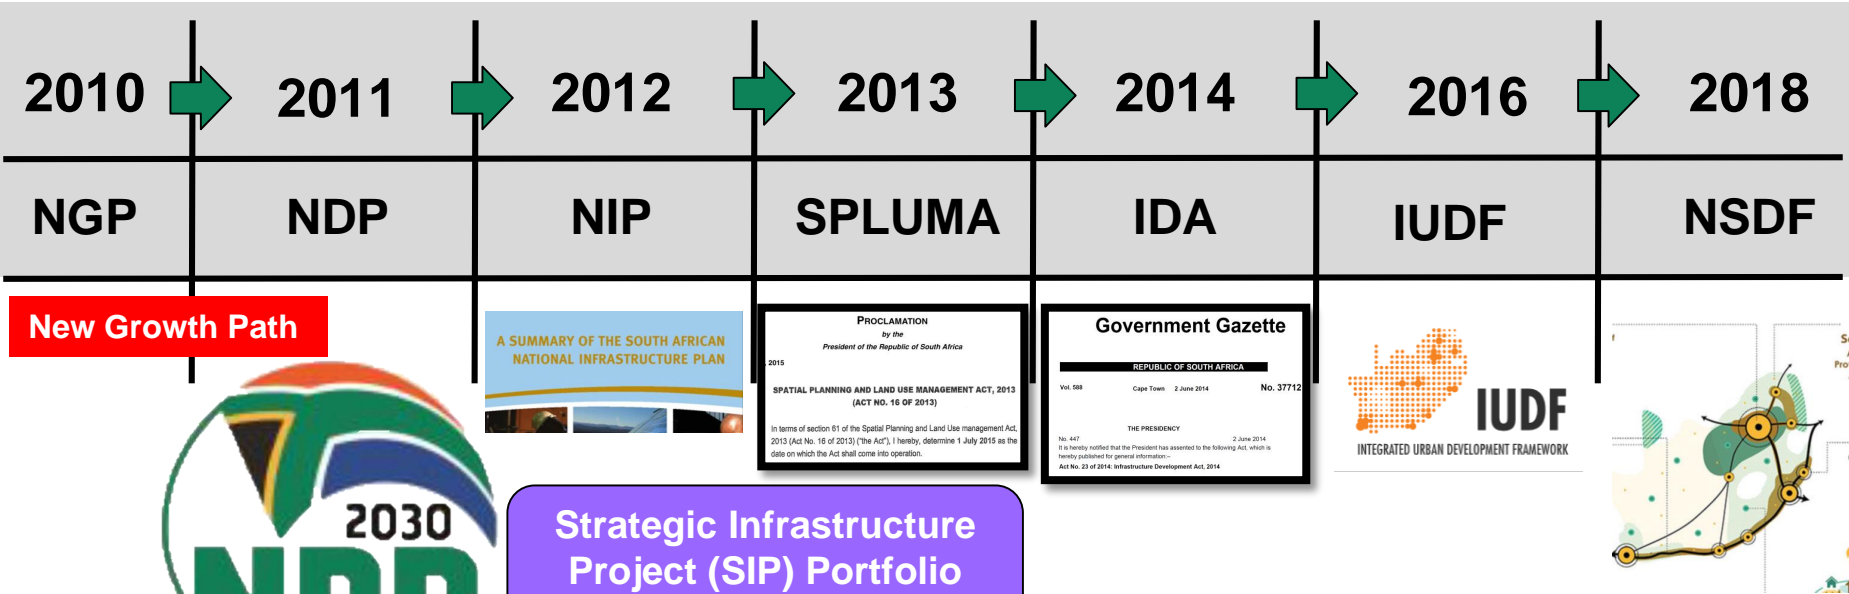 2010 2011 2012 2013 2014 2016 2018
NGP NDP NIP SPLUMA IDA IUDF NSDF
New Growth Path
2030
NDP
A SUMMARY OF THE SOUTH AFRICAN
NATIONAL INFRASTRUCTURE PLAN
PROCLAMATION
by the
President of the Republic of South Africa
2015
SPATIAL PLANNING AND LAND USE MANAGEMENT ACT, 2013
(ACT NO. 16 OF 2013)
In terms of section 61 of the Spatial Planning and Land Use management Act,
2013 (Act No. 16 of 2013) ("the Act"), I hereby, determine 1 July 2015 as the
date on which the Act shall come into operation.
Strategic Infrastructure
Project (SIP) Portfolio
Government Gazette
REPUBLIC OF SOUTH AFRICA
Vol. 588 Cape Town 2 June 2014 No. 37712
THE PRESIDENCY
No. 447 2 June 2014
It is hereby notified that the President has assented to the following Act, which is
hereby published for general information:–
Act No. 23 of 2014: Infrastructure Development Act, 2014
IUDF
INTEGRATED URBAN DEVELOPMENT FRAMEWORK